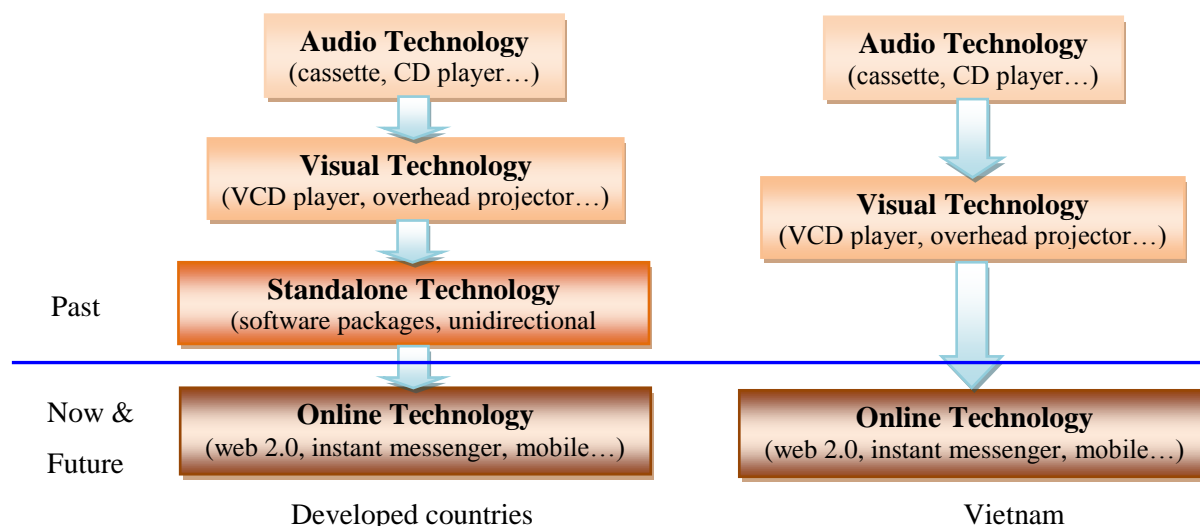 Audio Technology
(cassette, CD player…)
Visual Technology
(VCD player, overhead projector…)
Standalone Technology
(software packages, unidirectional
Online Technology
(web 2.0, instant messenger, mobile…)
Developed countries
Audio Technology
(cassette, CD player…)
Visual Technology
(VCD player, overhead projector…)
Online Technology
(web 2.0, instant messenger, mobile…)
Vietnam
Past
Now &
Future